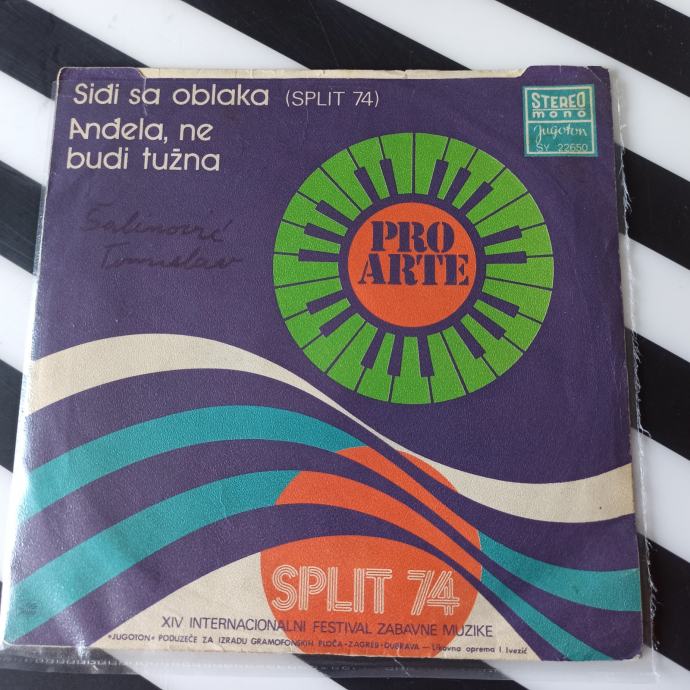 Siđi sa oblaka (SPLIT 74)
Anđela, ne
budi tužna
STEREO
mono
Jugoton
SY 22650
PRO
ARTE
Tomislav
SPLIT 74
XIV INTERNACIONALNI FESTIVAL ZABAVNE MUZIKE
»JUGOTON« PODUZEĆE ZA IZRADU GRAMOFONSKIH PLOČA-ZAGREB-DUBRAVA — Likovna oprema I. Ivezić